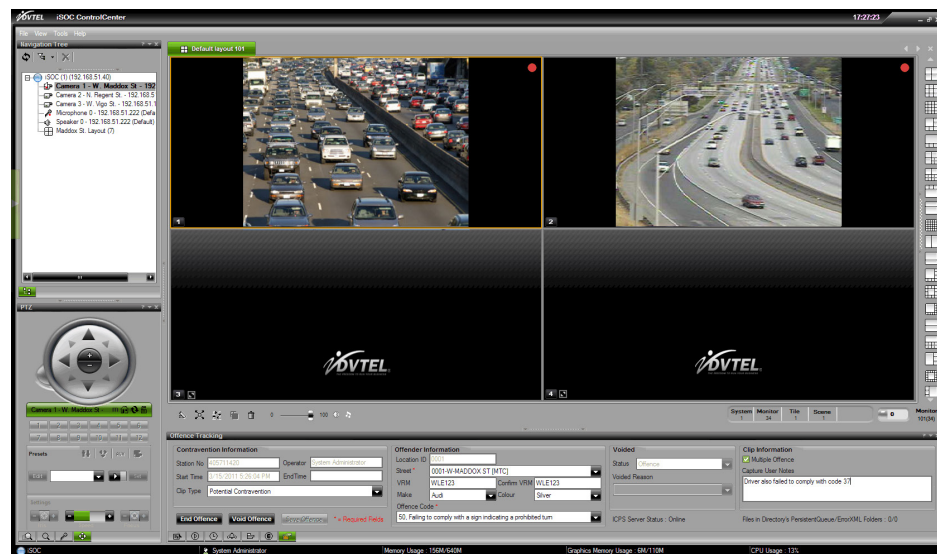 DVTEL iSOC ControlCenter 17:27:23
File View Tools Help
Navigation Tree
Default layout 101
iSOC (1) (192.168.51.40)
Camera 1 - W. Maddox St - 192
Camera 2 - N. Regent St. - 192.168.5
Camera 3 - W. Vigo St - 192.168.51.1
Microphone 0 - 192.168.51.222 (Defa
Speaker 0 - 192.168.51.222 (Default)
Maddox St. Layout (7)
1
2
PTZ
DVTEL
DVTEL
3
4
Camera 1 - W. Maddox St -
0 100
System Monitor Tile Scene
1 34 1 1
0
Monitor
101(34)
Presets
Edit
Settings
Offence Tracking
Contravention Information
Station No 405711420 Operator System Administrator
Start Time 3/15/2011 5:26:04 PM EndTime
Clip Type Potential Contravention
End Offence Void Offence * = Required Fields
Offender Information
Location ID 0001
Street * 0001-W-MADDOX ST [MTC]
VRM WLE123 Confirm VRM WLE123
Make Audi Colour Silver
Offence Code *
50, Failing to comply with a sign indicating a prohibited turn
Voided
Status Offence
Voided Reason
ICPS Server Status : Online
Clip Information
Multiple Offence
Capture User Notes
Driver also failed to comply with code 37
Files in Directory's PersistentQueue/ErrorXML Folders : 0/0
iSOC System Administrator Memory Usage : 156M/640M Graphics Memory Usage : 6M/110M CPU Usage : 13%